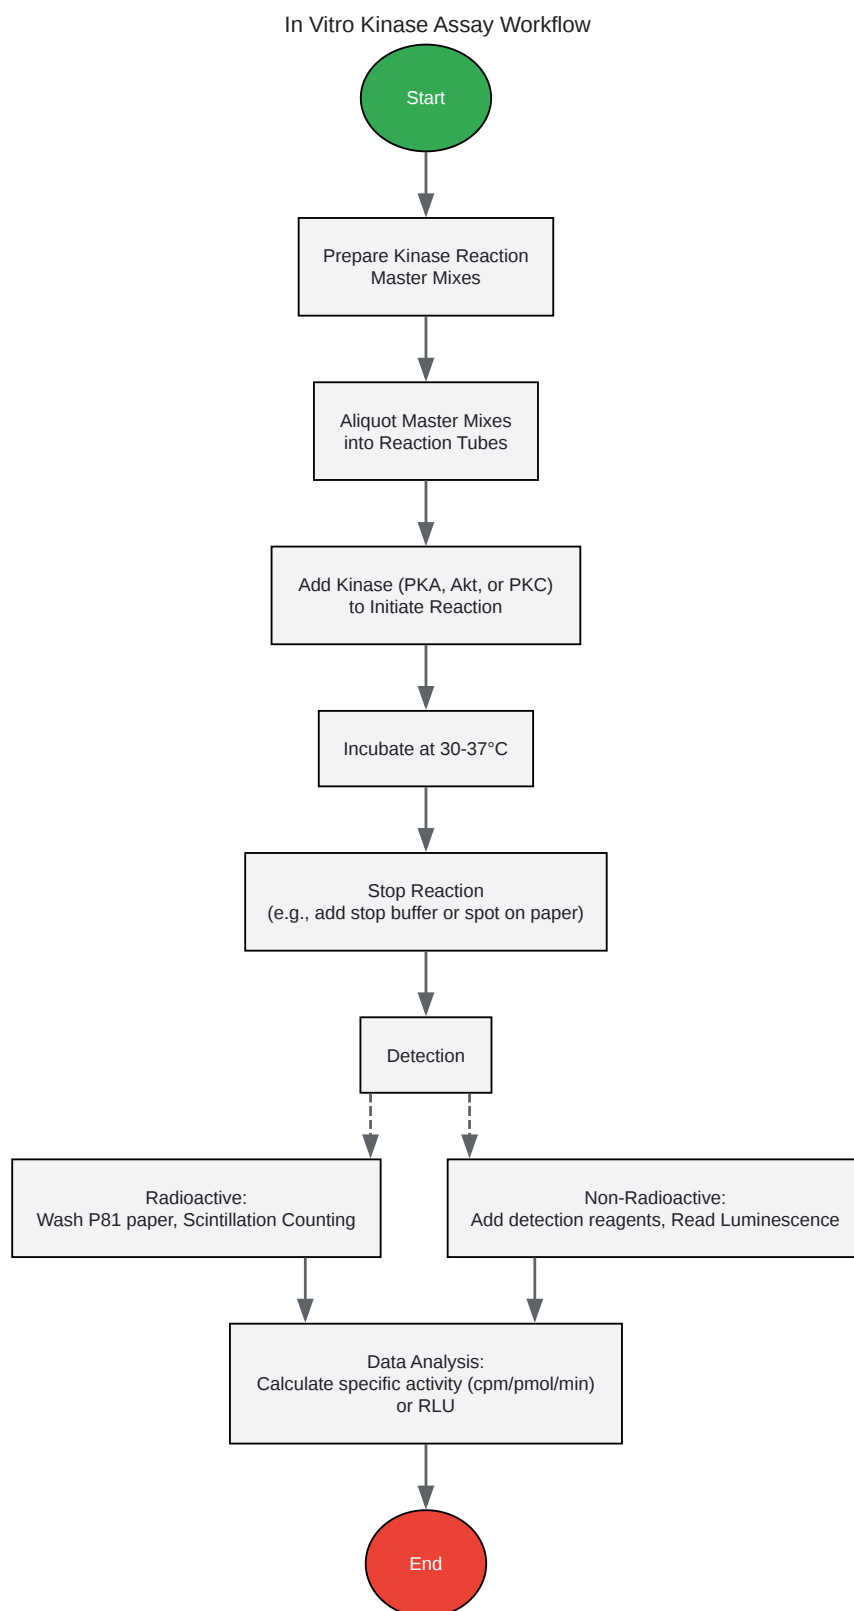 In Vitro Kinase Assay Workflow
Start
Prepare Kinase Reaction
Master Mixes
Aliquot Master Mixes
into Reaction Tubes
Add Kinase (PKA, Akt, or PKC)
to Initiate Reaction
Incubate at 30-37°C
Stop Reaction
(e.g., add stop buffer or spot on paper)
Detection
Radioactive:
Wash P81 paper, Scintillation Counting
Non-Radioactive:
Add detection reagents, Read Luminescence
Data Analysis:
Calculate specific activity (cpm/pmol/min)
or RLU
End